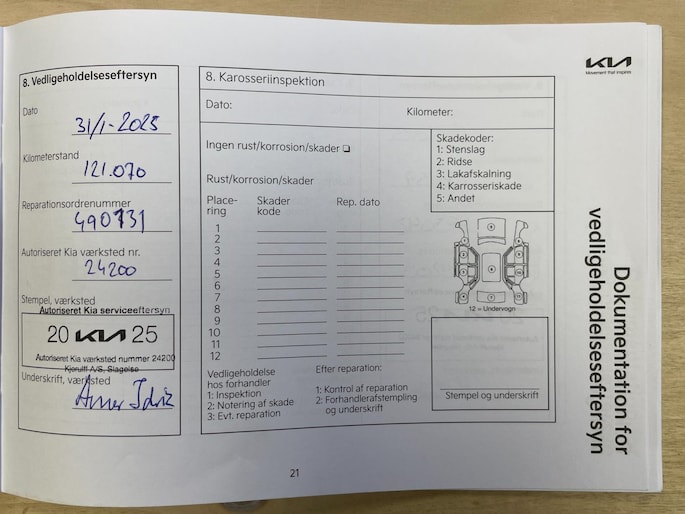 8. Vedligeholdelseseftersyn
Dato
31/1-2025
Kilometerstand
121.070
Reparationsordrenummer
490731
Autoriseret Kia værksted nr.
24200
Stempel, værksted
Autoriseret Kia serviceeftersyn
20 KIA 25
Autoriseret Kia værksted nummer 24200
Kjørulff A/S, Slagelse
Underskrift, værksted
8. Karosseriinspektion
Dato:
Kilometer:
Ingen rust/korrosion/skader
Rust/korrosion/skader
Place-
ring
Skader
kode
Rep. dato
1
2
3
4
5
6
7
8
9
10
11
12
Skadekoder:
1: Stenslag
2: Ridse
3: Lakafskalning
4: Karrosseriskade
5: Andet
12 = Undervogn
Vedligeholdelse
hos forhandler
1: Inspektion
2: Notering af skade
3: Evt. reparation
Efter reparation:
1: Kontrol af reparation
2: Forhandlerafstempling
og underskrift
Stempel og underskrift
KIA
Movement that inspires
Dokumentation for
vedligeholdelseseftersyn
21